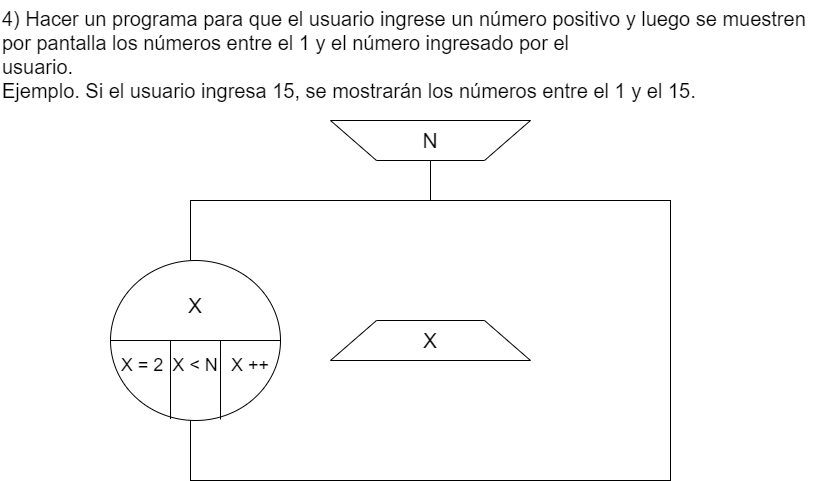 4) Hacer un programa para que el usuario ingrese un número positivo y luego se muestren
por pantalla los números entre el 1 y el número ingresado por el
usuario.
Ejemplo. Si el usuario ingresa 15, se mostrarán los números entre el 1 y el 15.
N
X
X
X = 2 X < N X ++